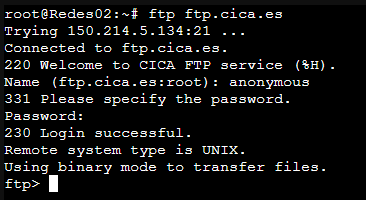 root@Redes02:~# ftp ftp.cica.es
Trying 150.214.5.134:21 ...
Connected to ftp.cica.es.
220 Welcome to CICA FTP service (%H).
Name (ftp.cica.es:root): anonymous
331 Please specify the password.
Password:
230 Login successful.
Remote system type is UNIX.
Using binary mode to transfer files.
ftp>